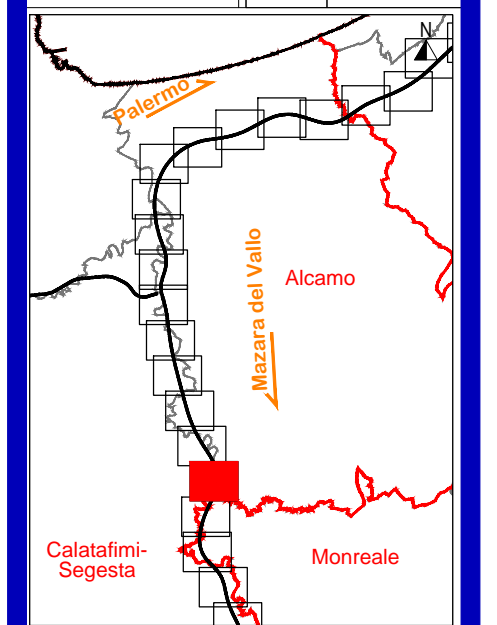 N
Palermo
Mazara del Vallo
Alcamo
Calatafimi-
Segesta
Monreale